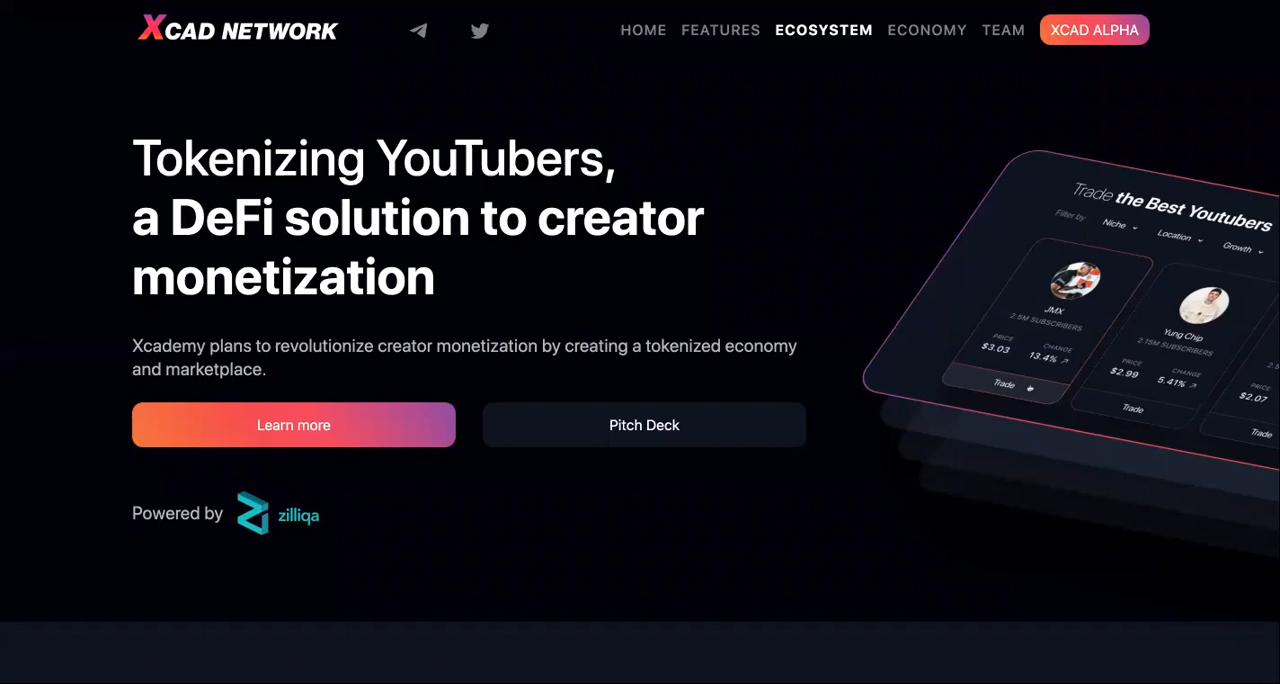 XCAD NETWORK
HOME FEATURES ECOSYSTEM ECONOMY TEAM XCAD ALPHA
Tokenizing YouTubers,
a DeFi solution to creator
monetization
Xcademy plans to revolutionize creator monetization by creating a tokenized economy
and marketplace.
Learn more
Pitch Deck
Powered by zilliqa
Trade the Best Youtubers
Filter by Niche Location Growth
JMX
2.5M SUBSCRIBERS
PRICE CHANGE
$3.03 13.4%
Trade
Yung Chip
2.15M SUBSCRIBERS
PRICE CHANGE
$2.99 5.41%
Trade
PRICE
$2.07
Trade